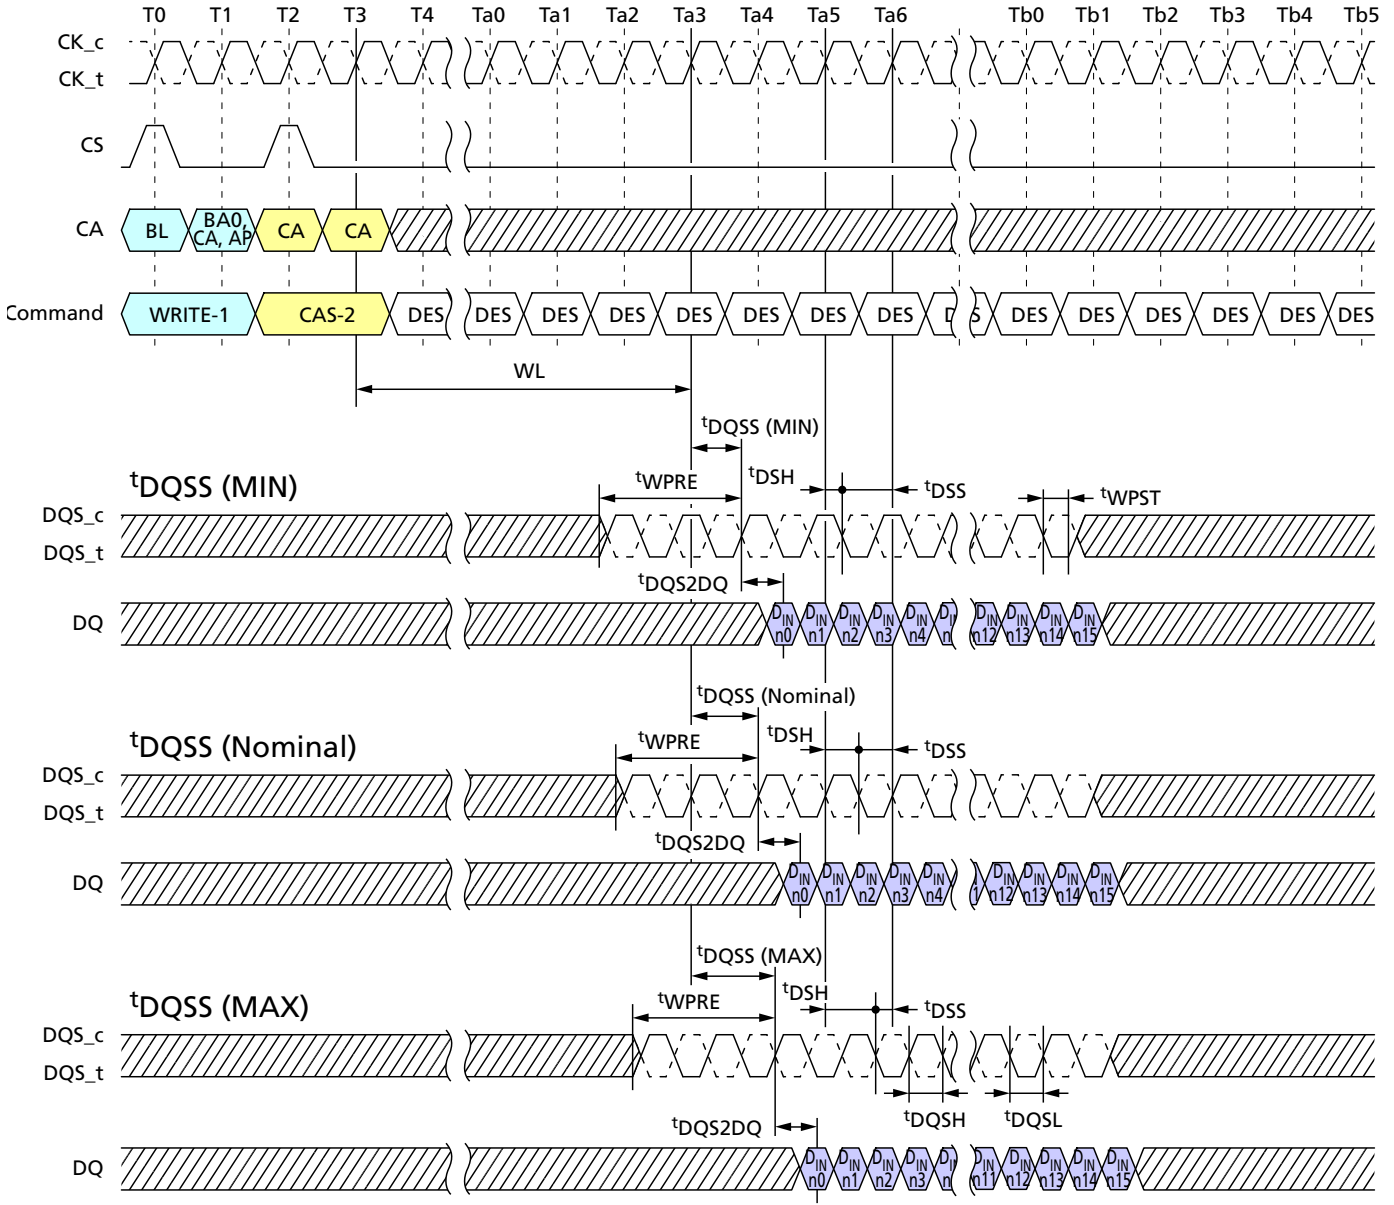 T0 T1 T2 T3 T4 Ta0 Ta1 Ta2 Ta3 Ta4 Ta5 Ta6 Tb0 Tb1 Tb2 Tb3 Tb4 Tb5
CK_c
CK_t
CS
CA BL BA0, CA, AP CA CA
Command WRITE-1 CAS-2 DES DES DES DES DES DES DES DES DES DES DES DES DES DES
WL
tDQSS (MIN)
tDQSS (MIN) tWPRE tDSH tDSS tWPST
DQS_c
DQS_t
tDQS2DQ
DQ DIN n0 DIN n1 DIN n2 DIN n3 DIN n4 DIN n DIN n12 DIN n13 DIN n14 DIN n15
tDQSS (Nominal)
tDQSS (Nominal) tWPRE tDSH tDSS
DQS_c
DQS_t
tDQS2DQ
DQ DIN n0 DIN n1 DIN n2 DIN n3 DIN n4 DIN n12 DIN n13 DIN n14 DIN n15
tDQSS (MAX)
tDQSS (MAX) tWPRE tDSH tDSS
DQS_c
DQS_t
tDQSH tDQSL
tDQS2DQ
DQ DIN n0 DIN n1 DIN n2 DIN n3 DIN n DIN n11 DIN n12 DIN n13 DIN n14 DIN n15